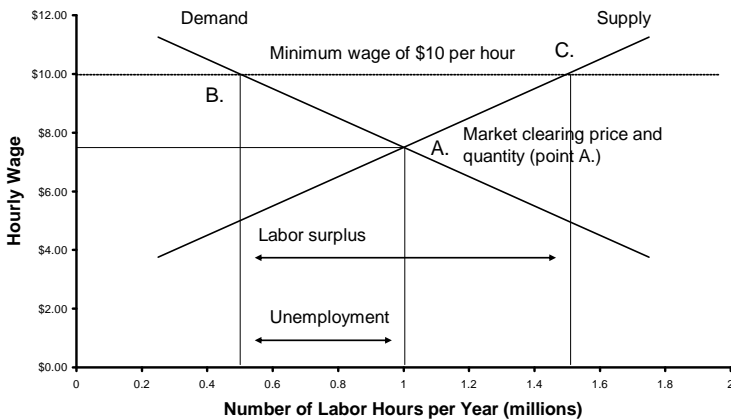 $12.00
Demand
Supply
Minimum wage of $10 per hour
C.
$10.00
B.
$8.00
A.
Market clearing price and
quantity (point A.)
$6.00
Hourly Wage
Labor surplus
$4.00
$2.00
Unemployment
$0.00
0 0.2 0.4 0.6 0.8 1 1.2 1.4 1.6 1.8 2
Number of Labor Hours per Year (millions)